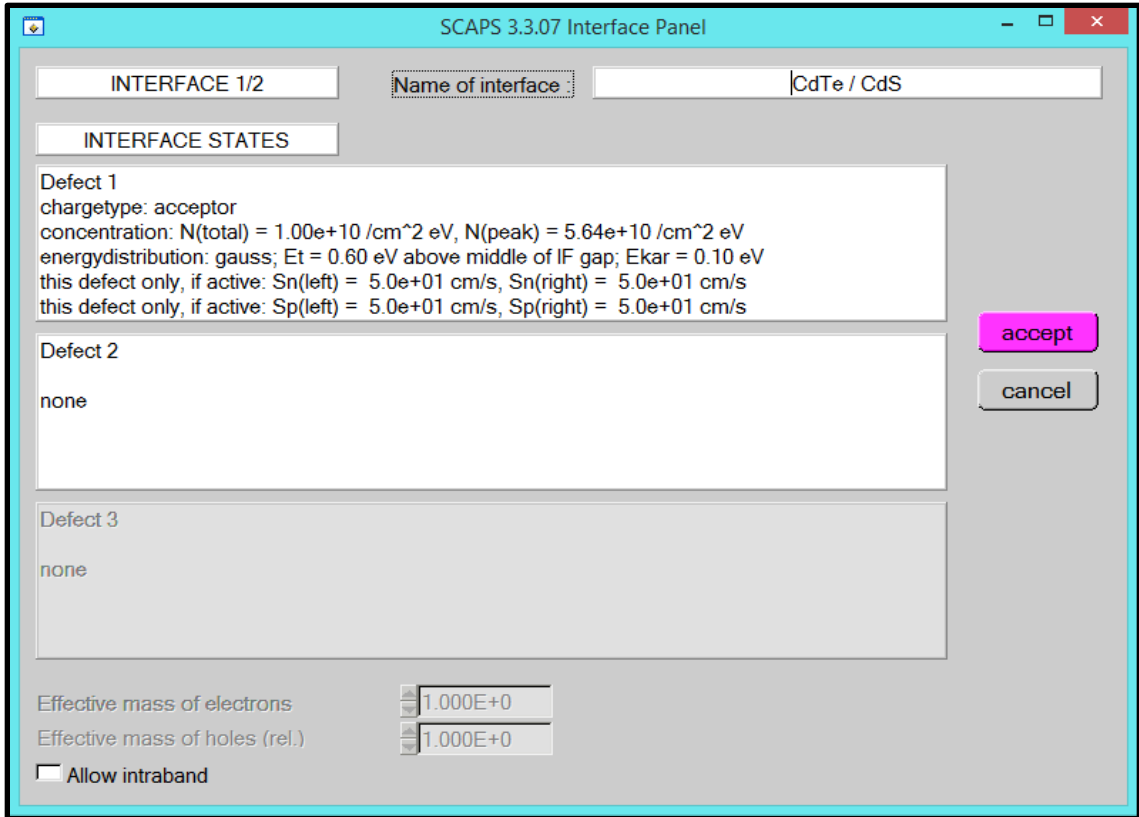 SCAPS 3.3.07 Interface Panel
INTERFACE 1/2
Name of interface :
CdTe / CdS
INTERFACE STATES
Defect 1
chargetype: acceptor
concentration: N(total) = 1.00e+10 /cm^2 eV, N(peak) = 5.64e+10 /cm^2 eV
energydistribution: gauss; Et = 0.60 eV above middle of IF gap; Ekar = 0.10 eV
this defect only, if active: Sn(left) = 5.0e+01 cm/s, Sn(right) = 5.0e+01 cm/s
this defect only, if active: Sp(left) = 5.0e+01 cm/s, Sp(right) = 5.0e+01 cm/s
accept
Defect 2
none
cancel
Defect 3
none
Effective mass of electrons
1.000E+0
Effective mass of holes (rel.)
1.000E+0
Allow intraband